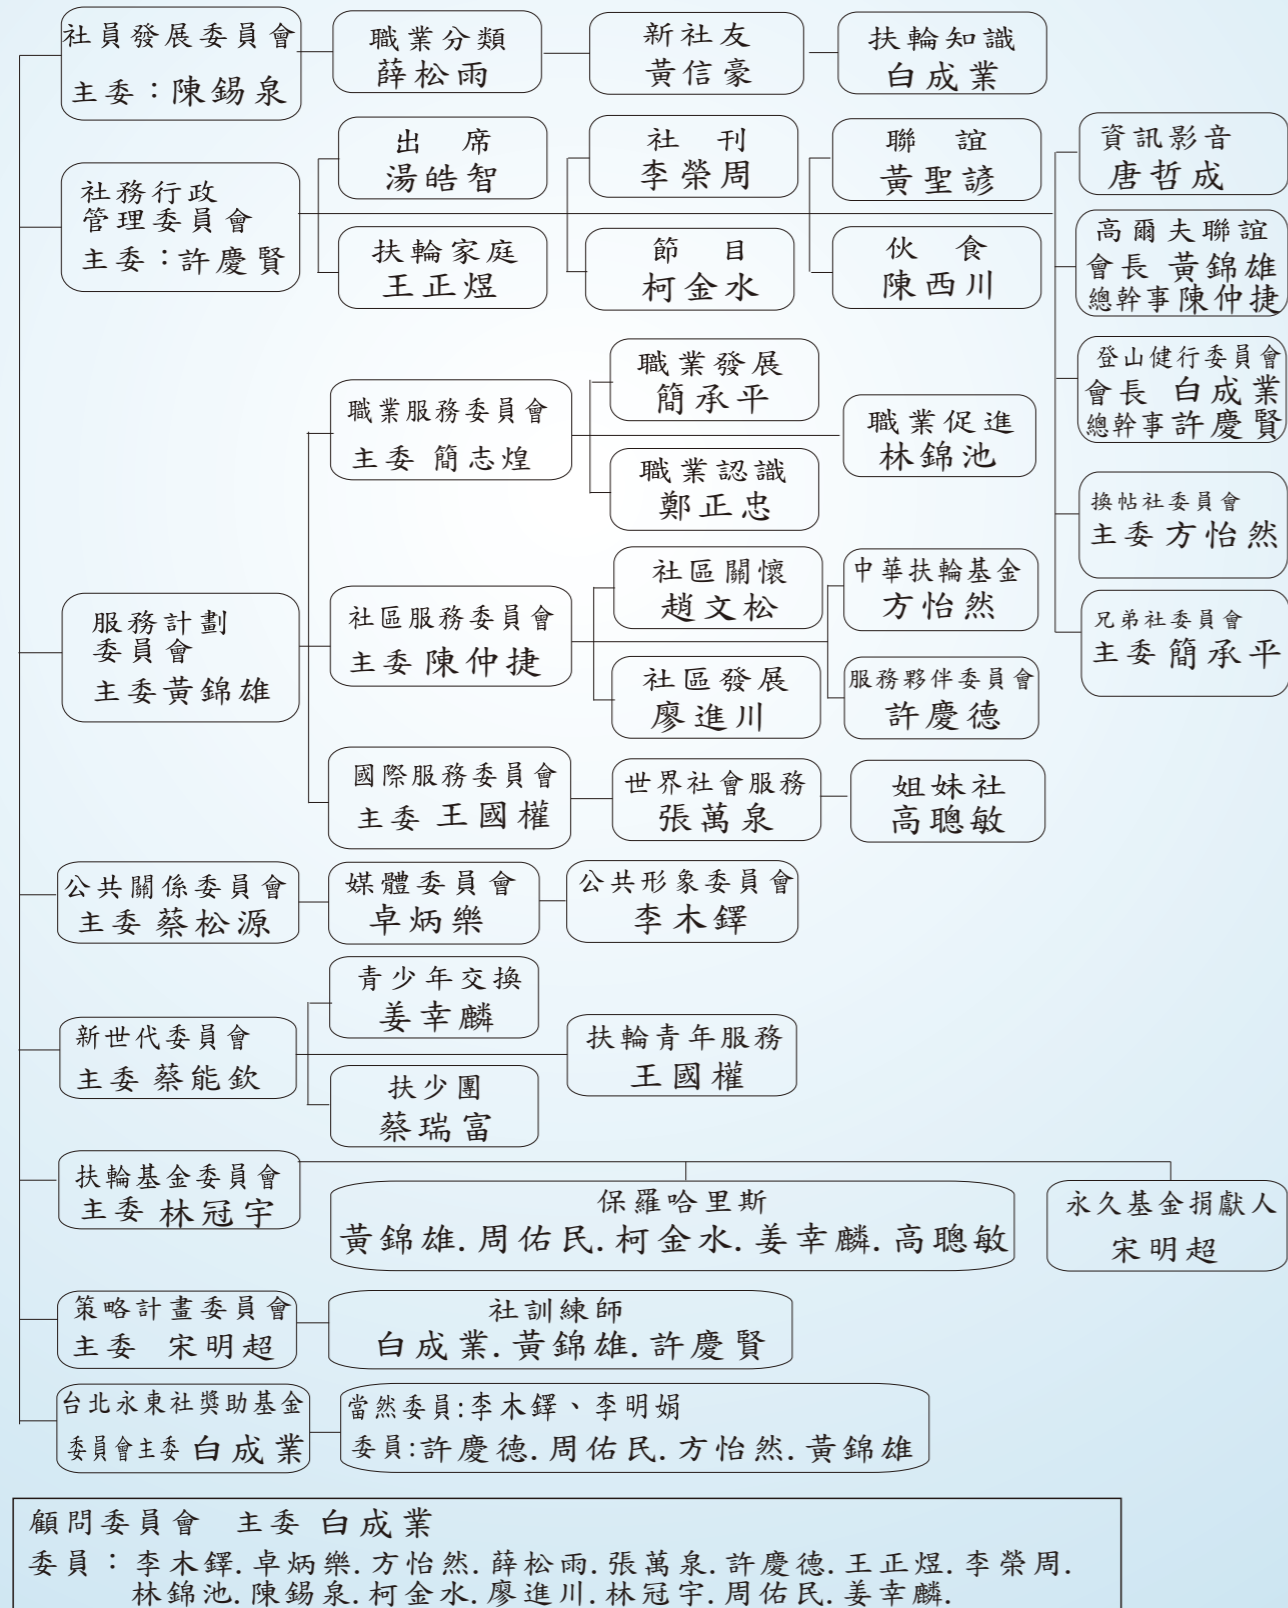 社員發展委員會
主委：陳錫泉
職業分類
薛松雨
新社友
黃信豪
扶輪知識
白成業
社務行政
管理委員會
主委：許慶賢
出　席
湯皓智
社　刊
李榮周
聯　誼
黃聖諺
扶輪家庭
王正煜
節　目
柯金水
伙　食
陳西川
資訊影音
唐哲成
高爾夫聯誼
會長 黃錦雄
總幹事 陳仲捷
登山健行委員會
會長 白成業
總幹事 許慶賢
換帖社委員會
主委 方怡然
兄弟社委員會
主委 簡承平
服務計劃
委員會
主委 黃錦雄
職業服務委員會
主委 簡志煌
職業發展
簡承平
職業認識
鄭正忠
職業促進
林錦池
社區服務委員會
主委 陳仲捷
社區關懷
趙文松
社區發展
廖進川
中華扶輪基金
方怡然
服務夥伴委員會
許慶德
國際服務委員會
主委 王國權
世界社會服務
張萬泉
姐妹社
高聰敏
公共關係委員會
主委 蔡松源
媒體委員會
卓炳樂
公共形象委員會
李木鐸
新世代委員會
主委 蔡能欽
青少年交換
姜幸麟
扶少團
蔡瑞富
扶輪青年服務
王國權
扶輪基金委員會
主委 林冠宇
保羅哈里斯
黃錦雄.周佑民.柯金水.姜幸麟.高聰敏
永久基金捐獻人
宋明超
策略計畫委員會
主委　宋明超
社訓練師
白成業.黃錦雄.許慶賢
台北永東社獎助基金
委員會主委 白成業
當然委員:李木鐸、李明娟
委員:許慶德.周佑民.方怡然.黃錦雄
顧問委員會　主委 白成業
委員：李木鐸.卓炳樂.方怡然.薛松雨.張萬泉.許慶德.王正煜.李榮周.
林錦池.陳錫泉.柯金水.廖進川.林冠宇.周佑民.姜幸麟.